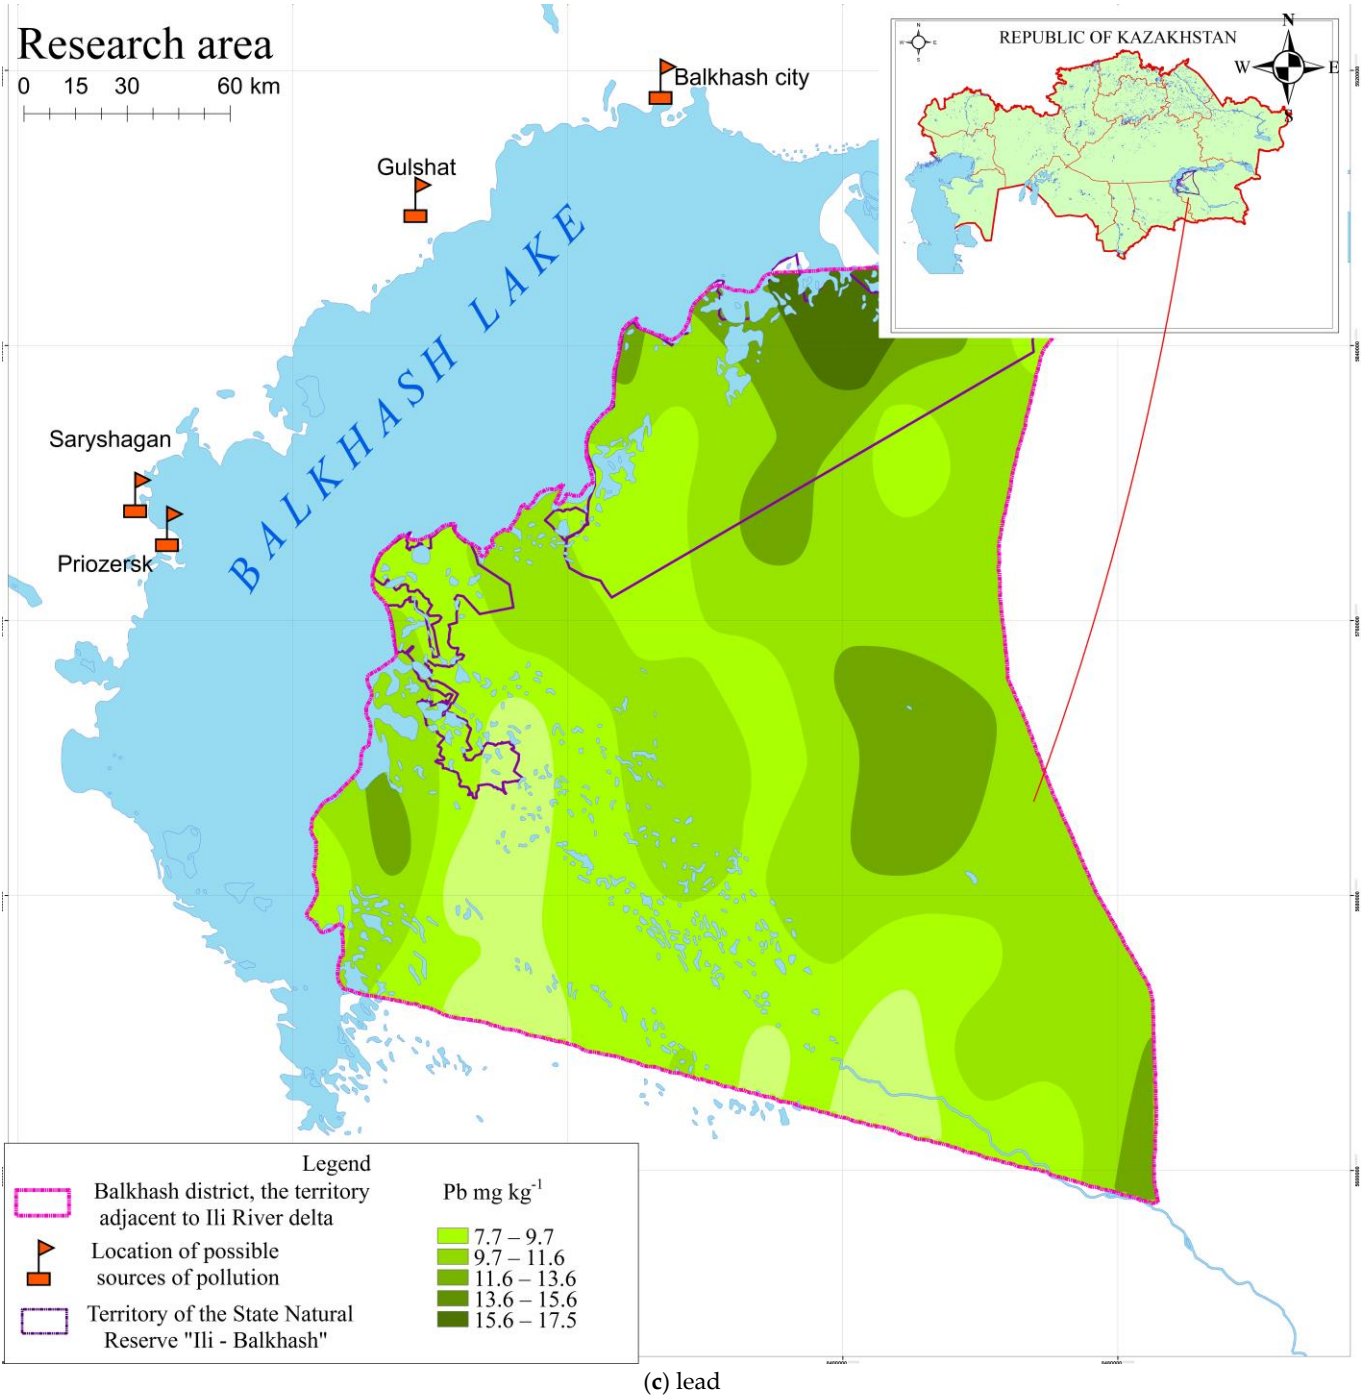 Research area
0 15 30 60 km
REPUBLIC OF KAZAKHSTAN
N
W E
S
N
W E
S
Balkhash city
Gulshat
BALKHASH LAKE
Saryshagan
Priozersk
Legend
Balkhash district, the territory
adjacent to Ili River delta
Location of possible
sources of pollution
Territory of the State Natural
Reserve "Ili - Balkhash"
Pb mg kg-1
7.7 – 9.7
9.7 – 11.6
11.6 – 13.6
13.6 – 15.6
15.6 – 17.5
(c) lead